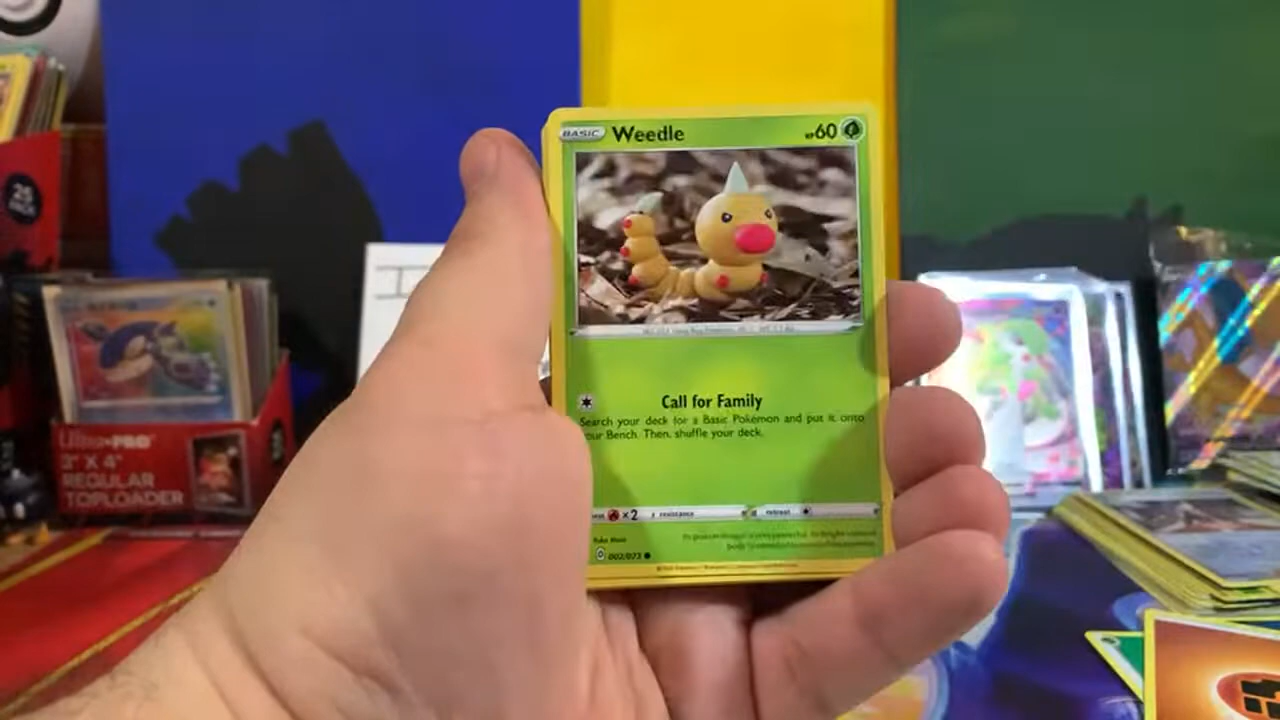 BASIC Weedle HP60
Call for Family
Search your deck for a Basic Pokémon and put it onto
your Bench. Then, shuffle your deck.
×2 resistance retreat
002/073
Ultra•PRO
3" X 4"
REGULAR
TOPLOADER
25